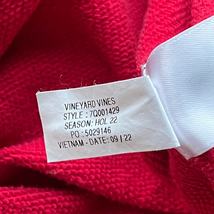 VINEYARD VINES
STYLE : 7Q001429
SEASON: HOL 22
PO : 5029146
VIETNAM - DATE: 09 / 22